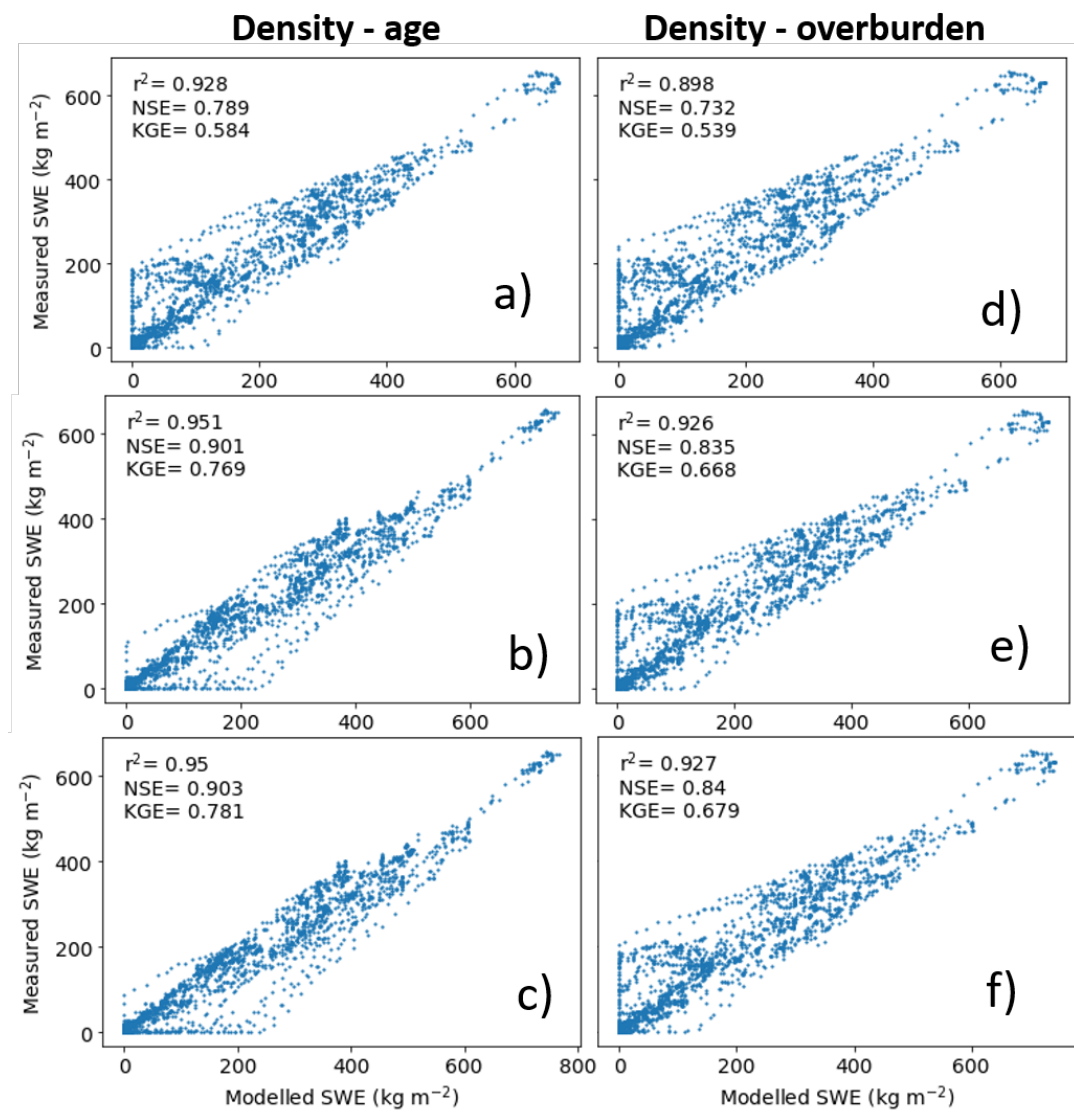 Density - age
Density - overburden
r²= 0.928
NSE= 0.789
KGE= 0.584
Measured SWE (kg m⁻²)
600
400
200
0
0 200 400 600
a)
r²= 0.898
NSE= 0.732
KGE= 0.539
0 200 400 600
d)
r²= 0.951
NSE= 0.901
KGE= 0.769
Measured SWE (kg m⁻²)
600
400
200
0
0 200 400 600
b)
r²= 0.926
NSE= 0.835
KGE= 0.668
0 200 400 600
e)
r²= 0.95
NSE= 0.903
KGE= 0.781
Measured SWE (kg m⁻²)
600
400
200
0
0 200 400 600 800
Modelled SWE (kg m⁻²)
c)
r²= 0.927
NSE= 0.84
KGE= 0.679
0 200 400 600
Modelled SWE (kg m⁻²)
f)